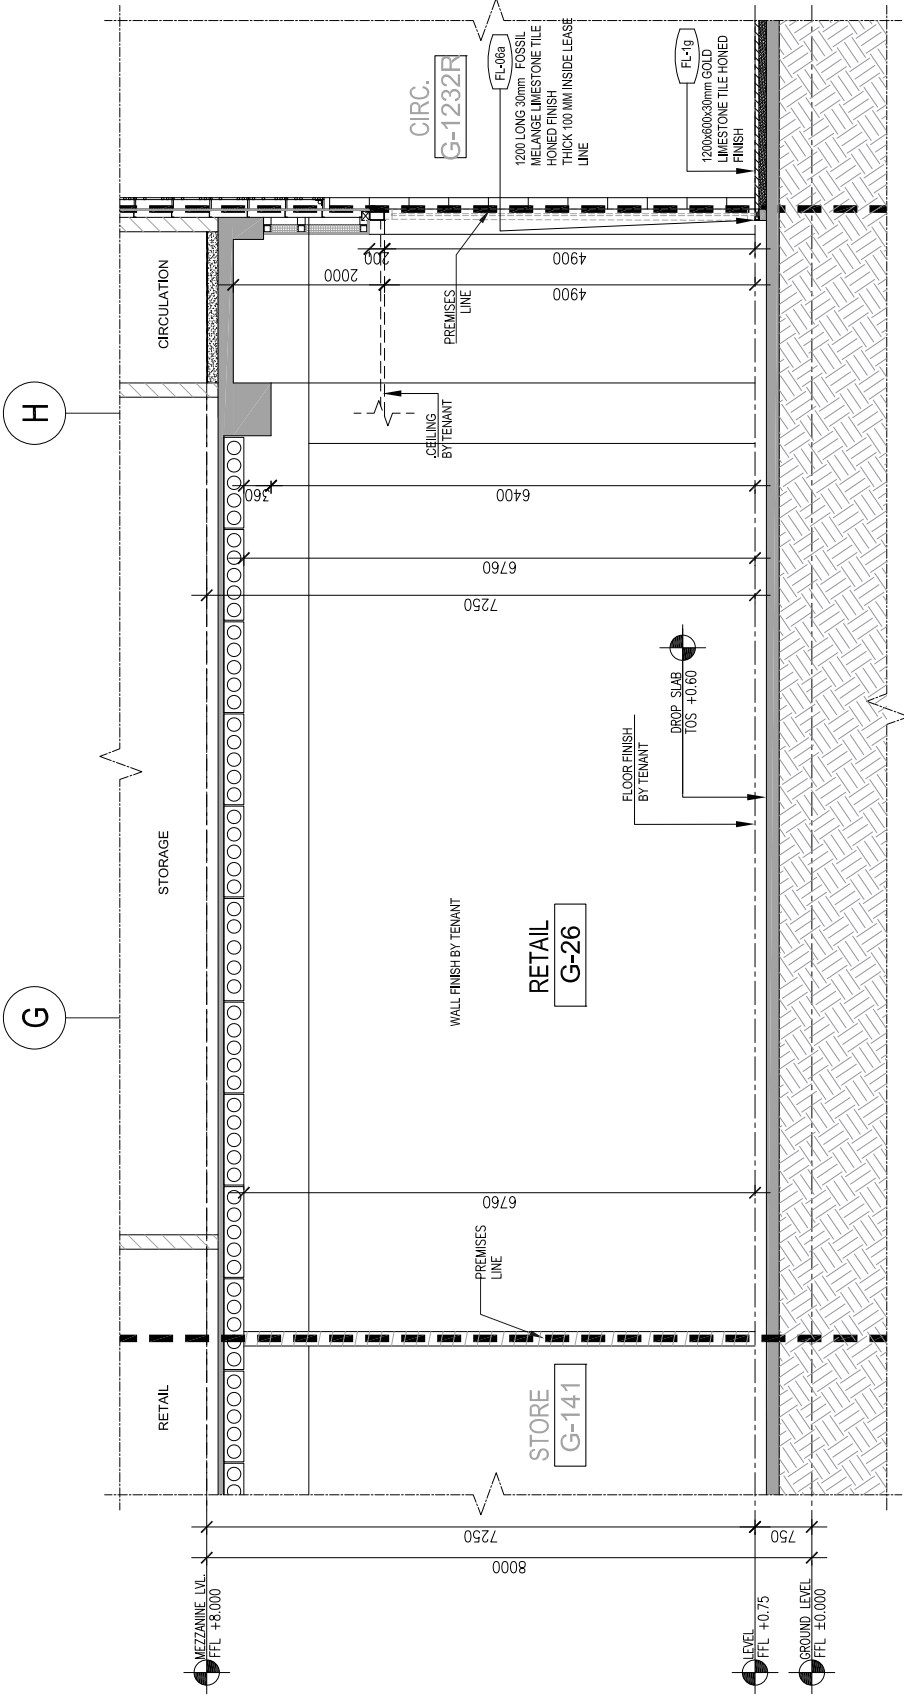 H
G
CIRCULATION
STORAGE
RETAIL
CIRC.
G-1232R
FL-06a
1200 LONG 30mm FOSSIL
MELANGE LIMESTONE TILE
HONED FINISH
THICK 100 MM INSIDE LEASE
LINE
FL-1g
1200x600x30mm GOLD
LIMESTONE TILE HONED
FINISH
2000
200
4900
4900
PREMISES
LINE
CEILING
BY TENANT
360
6400
6760
7250
DROP SLAB
TOS +0.60
FLOOR FINISH
BY TENANT
WALL FINISH BY TENANT
RETAIL
G-26
6760
PREMISES
LINE
STORE
G-141
7250
750
8000
MEZZANINE LVL.
FFL +8.000
LEVEL
FFL +0.75
GROUND LEVEL
FFL ±0.000